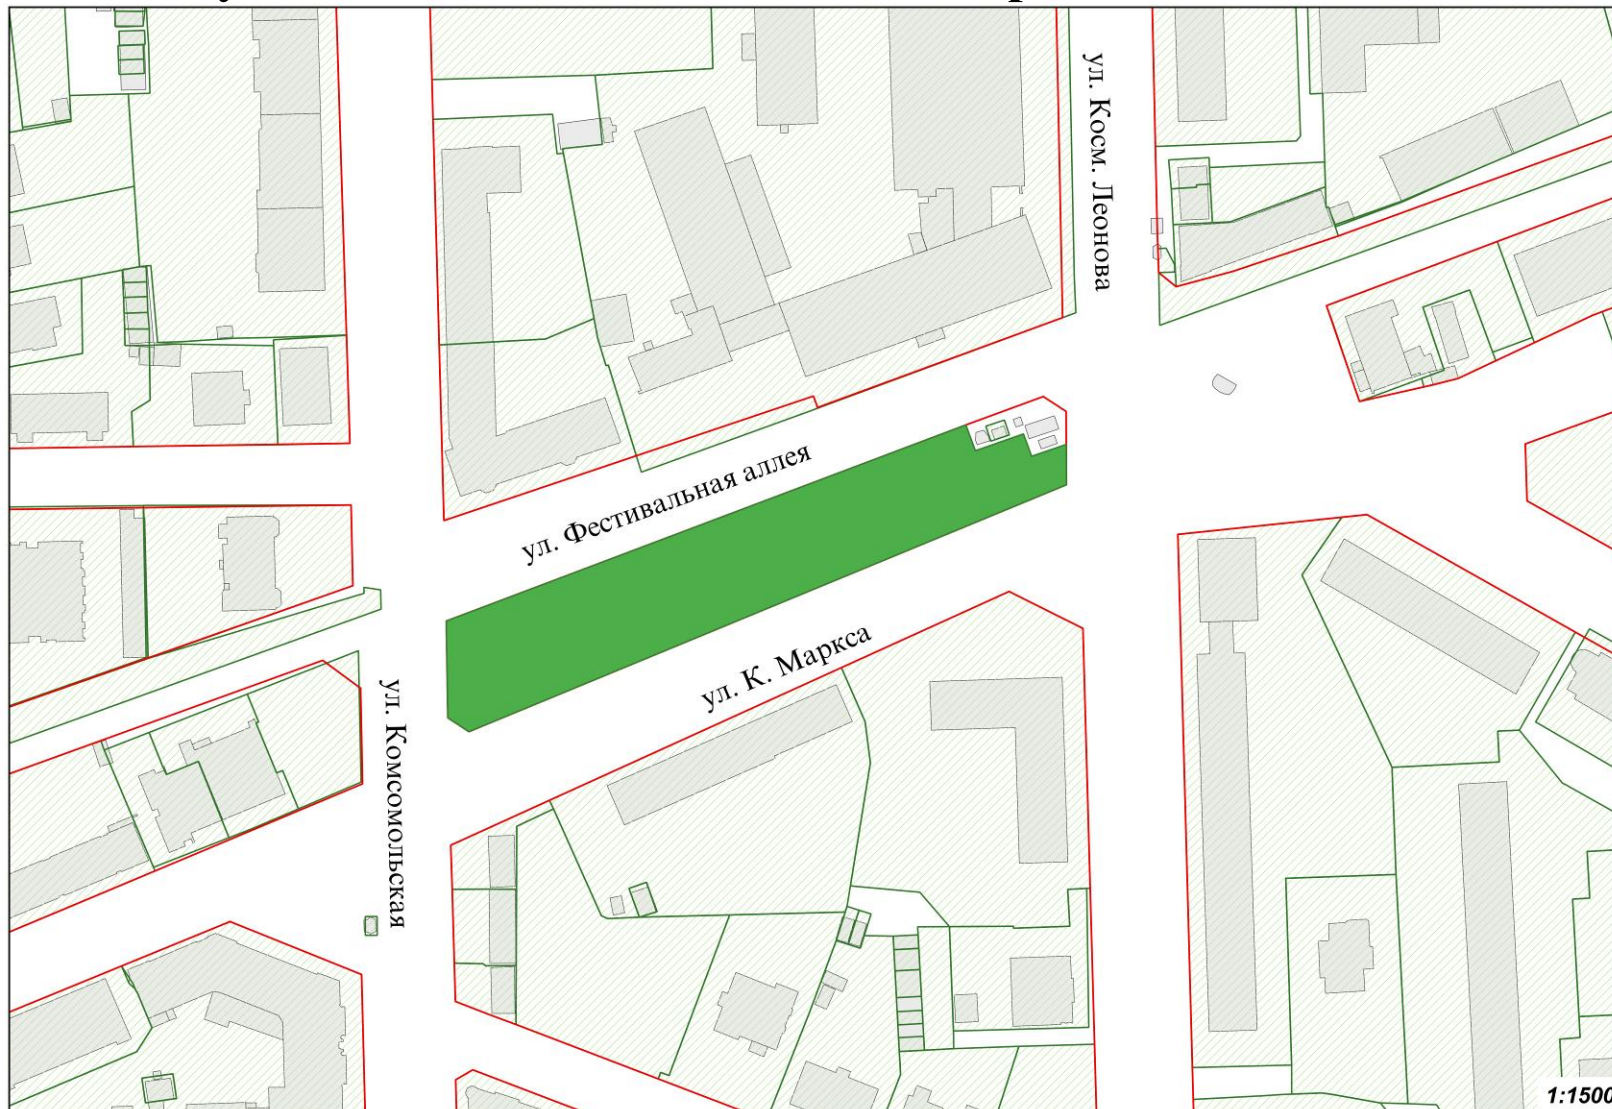 ул. Косм. Леонова
ул. Фестивальная аллея
ул. К. Маркса
ул. Комсомольская
1:1500